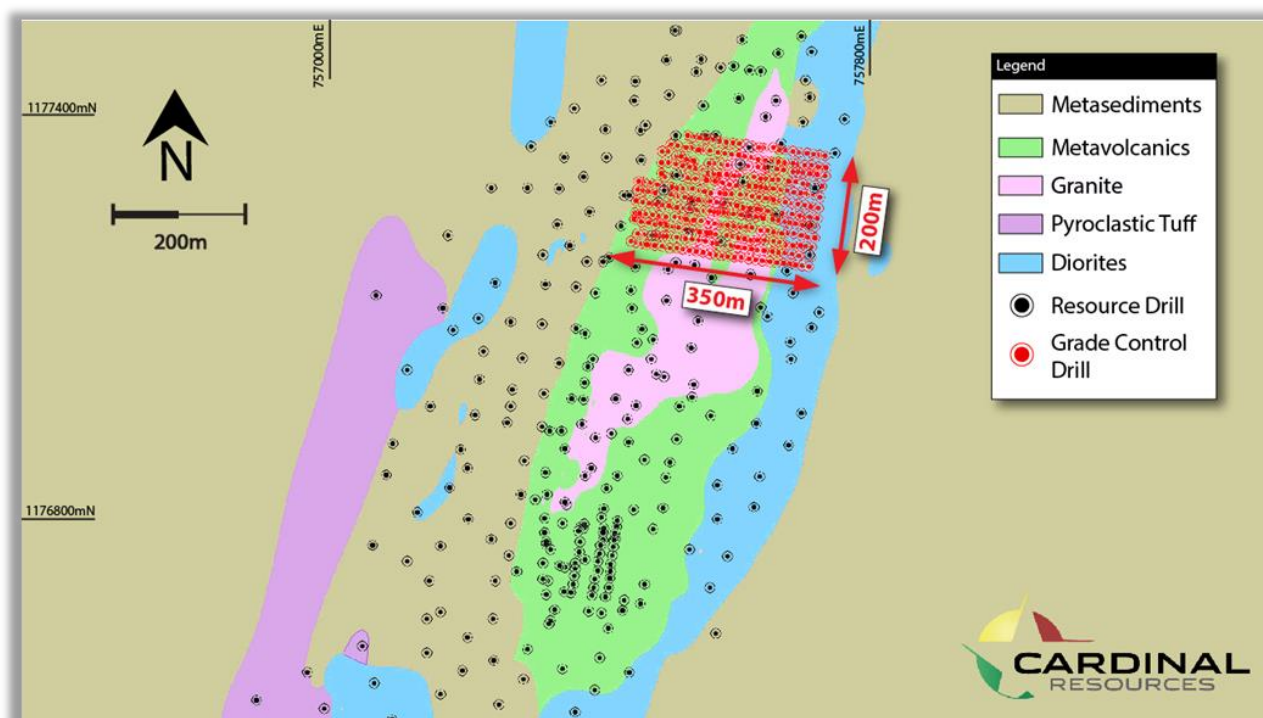 757000mE
757800mE
1177400mN
N
200m
200m
350m
1176800mN
Legend
Metasediments
Metavolcanics
Granite
Pyroclastic Tuff
Diorites
Resource Drill
Grade Control
Drill
CARDINAL
RESOURCES